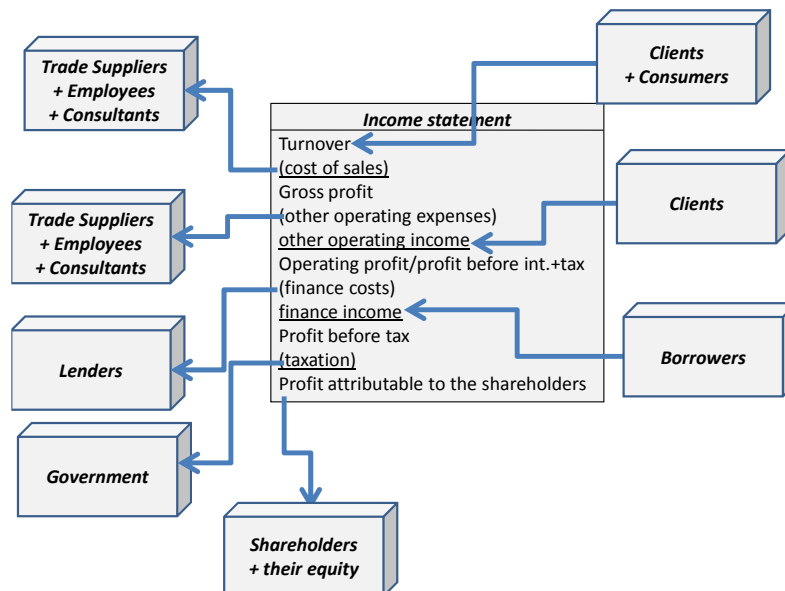 Trade Suppliers
+ Employees
+ Consultants
Clients
+ Consumers
Income statement
Turnover
(cost of sales)
Gross profit
(other operating expenses)
other operating income
Operating profit/profit before int.+tax
(finance costs)
finance income
Profit before tax
(taxation)
Profit attributable to the shareholders
Trade Suppliers
+ Employees
+ Consultants
Clients
Lenders
Borrowers
Government
Shareholders
+ their equity